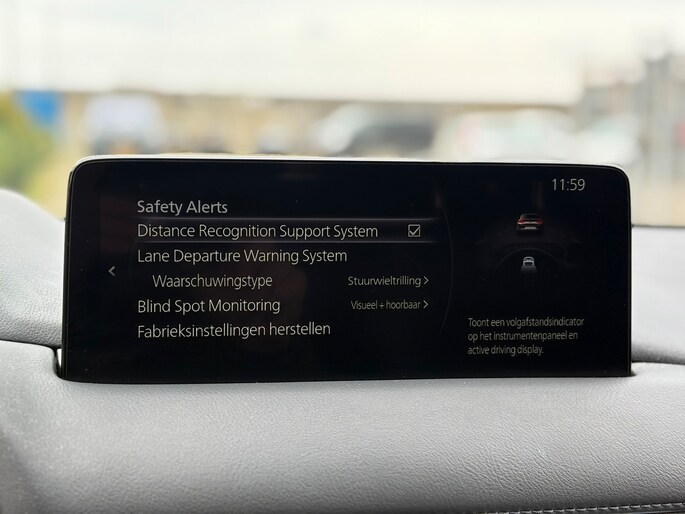 11:59
Safety Alerts
Distance Recognition Support System
Lane Departure Warning System
Waarschuwingstype Stuurwieltrilling >
Blind Spot Monitoring Visueel + hoorbaar >
Fabrieksinstellingen herstellen
Toont een volgafstandsindicator
op het instrumentenpaneel en
active driving display.